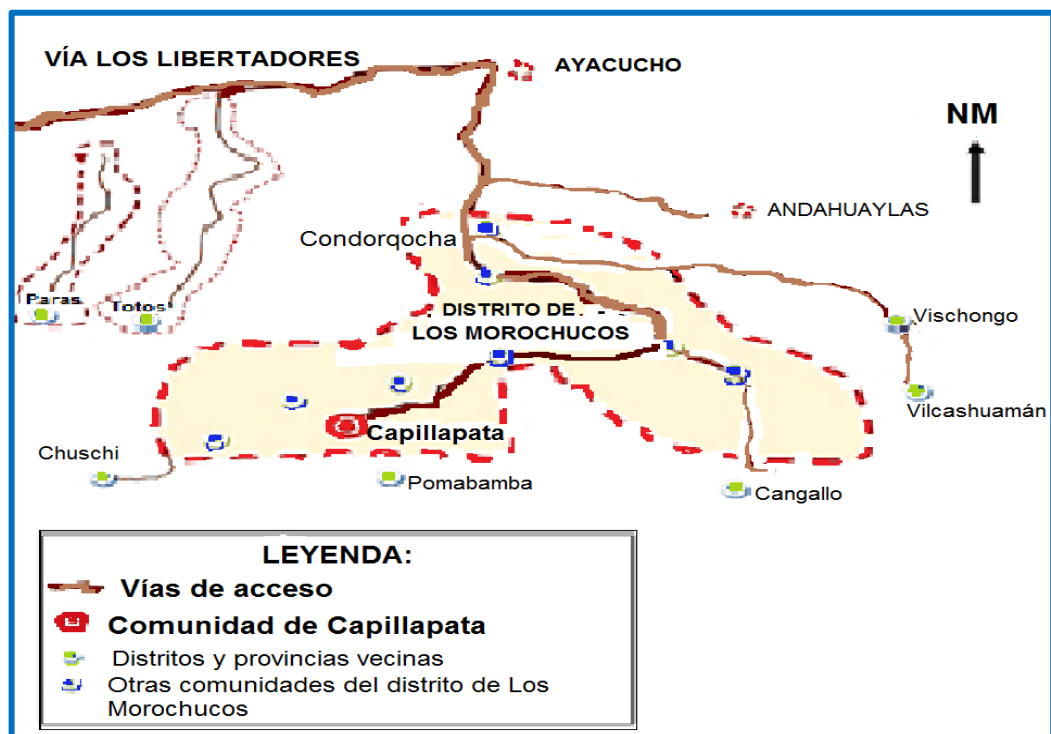 VÍA LOS LIBERTADORES
AYACUCHO
NM
ANDAHUAYLAS
Condorqocha
Paras
Totos
DISTRITO DE. -
LOS MOROCHUCOS
Vischongo
Vilcashuamán
Capillapata
Chuschi
Pomabamba
Cangallo
LEYENDA:
Vías de acceso
Comunidad de Capillapata
Distritos y provincias vecinas
Otras comunidades del distrito de Los
Morochucos